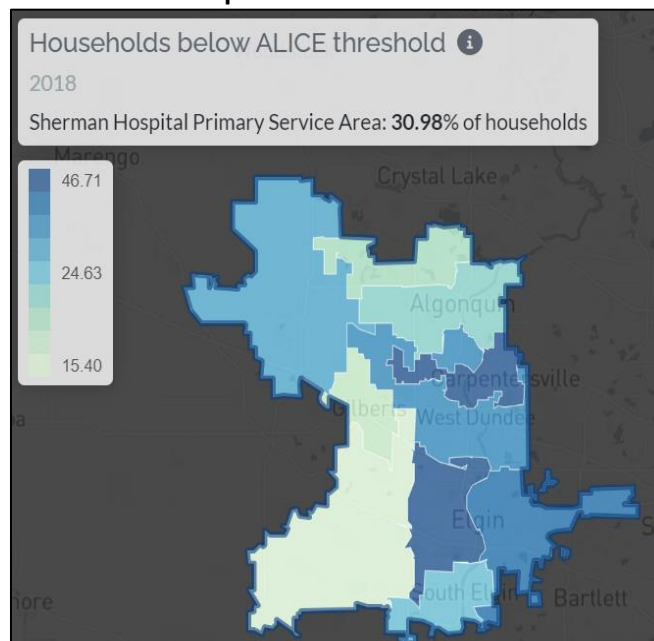 Households below ALICE threshold i
2018
Sherman Hospital Primary Service Area: 30.98% of households
Marengo
Crystal Lake
46.71
24.63
15.40
Algonquin
Carpentersville
Gilberts
West Dundee
Elgin
South Elgin
Bartlett